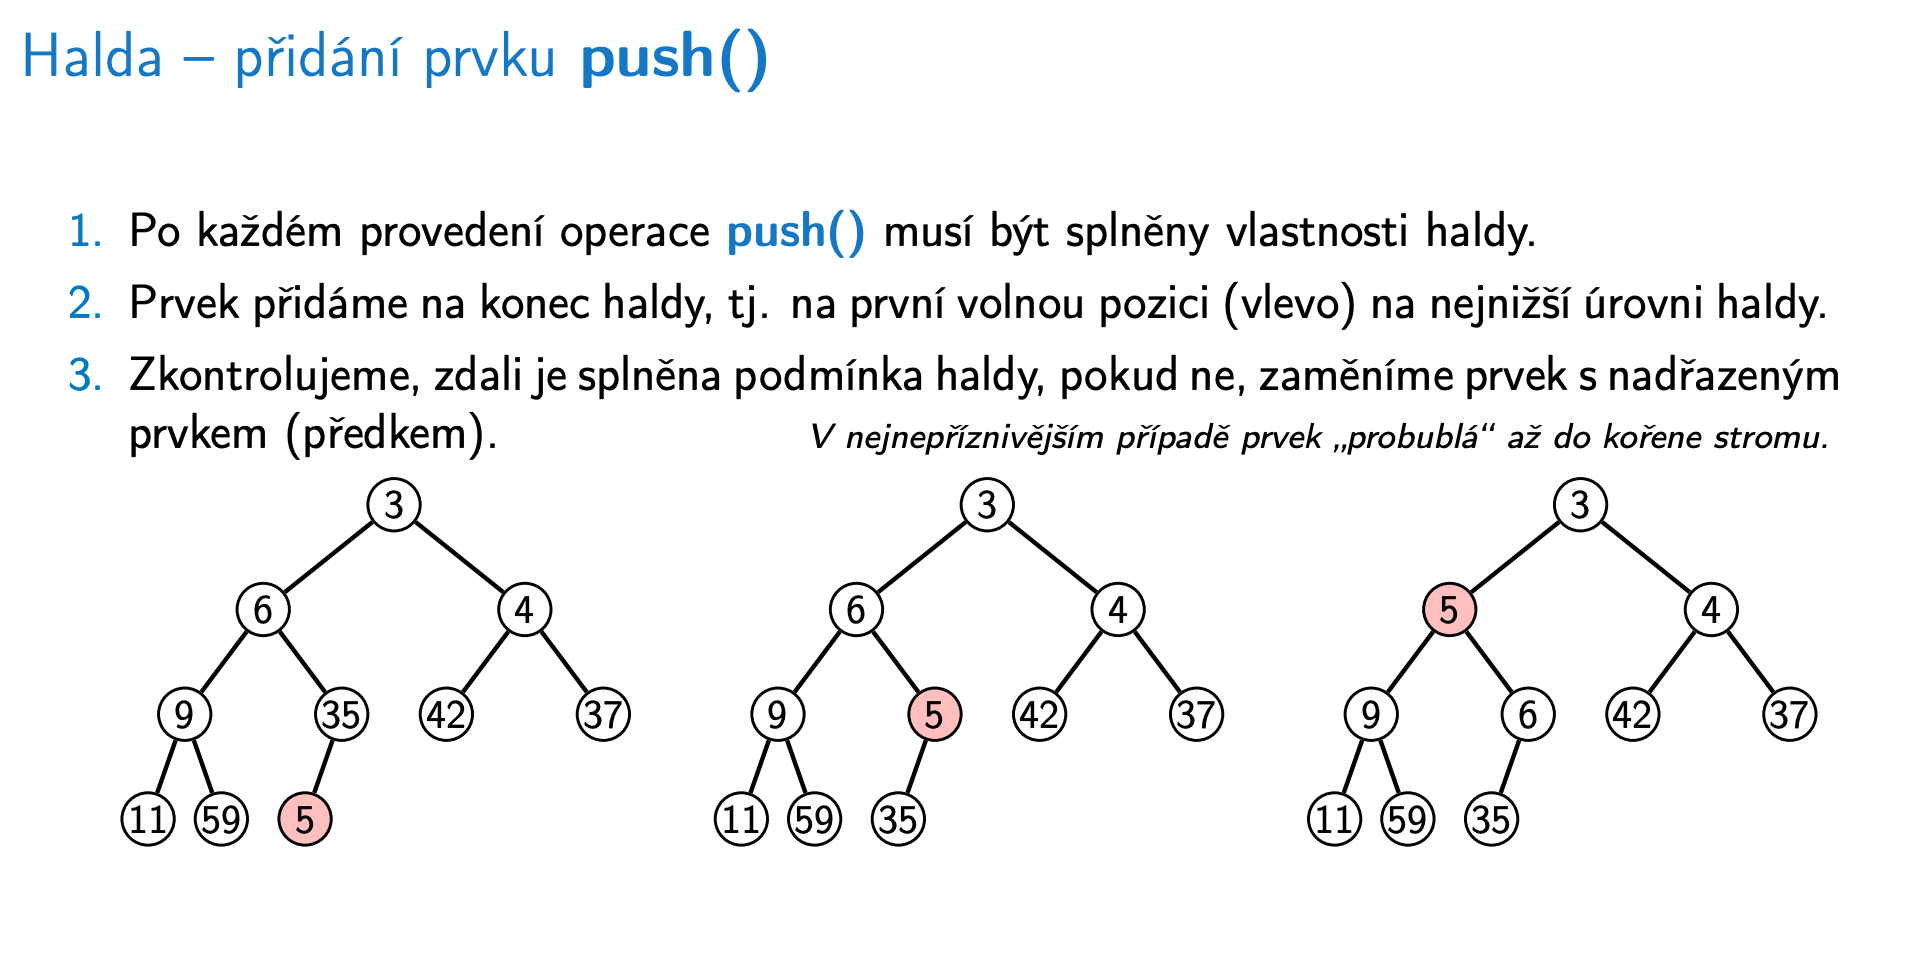 Halda – přidání prvku push()
1. Po každém provedení operace push() musí být splněny vlastnosti haldy.
2. Prvek přidáme na konec haldy, tj. na první volnou pozici (vlevo) na nejnižší úrovni haldy.
3. Zkontrolujeme, zdali je splněna podmínka haldy, pokud ne, zaměníme prvek s nadřazeným
prvkem (předkem). V nejnepříznivějším případě prvek „probublá“ až do kořene stromu.
3 3 3
6 4 6 4 5 4
9 35 42 37 9 5 42 37 9 6 42 37
11 59 5 11 59 35 11 59 35